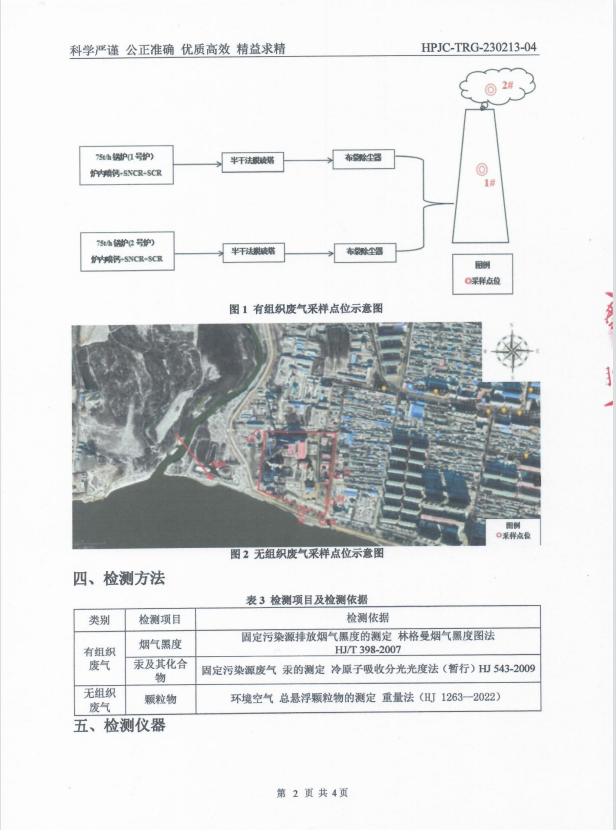 科学严谨 公正准确 优质高效 精益求精
HPJC-TRG-230213-04
2#
1#
75t/h锅炉(1号炉)
炉内喷钙+SNCR+SCR
半干法脱硫塔
布袋除尘器
75t/h锅炉(2号炉)
炉内喷钙+SNCR+SCR
半干法脱硫塔
布袋除尘器
图例
◎采样点位
图 1 有组织废气采样点位示意图
图例
○采样点位
图 2 无组织废气采样点位示意图
四、检测方法
表 3 检测项目及检测依据
类别 检测项目 检测依据
有组织
废气
烟气黑度
固定污染源排放烟气黑度的测定 林格曼烟气黑度图法
HJ/T 398-2007
汞及其化合
物
固定污染源废气 汞的测定 冷原子吸收分光光度法（暂行）HJ 543-2009
无组织
废气
颗粒物
环境空气 总悬浮颗粒物的测定 重量法（HJ 1263—2022）
五、检测仪器
第 2 页 共 4 页